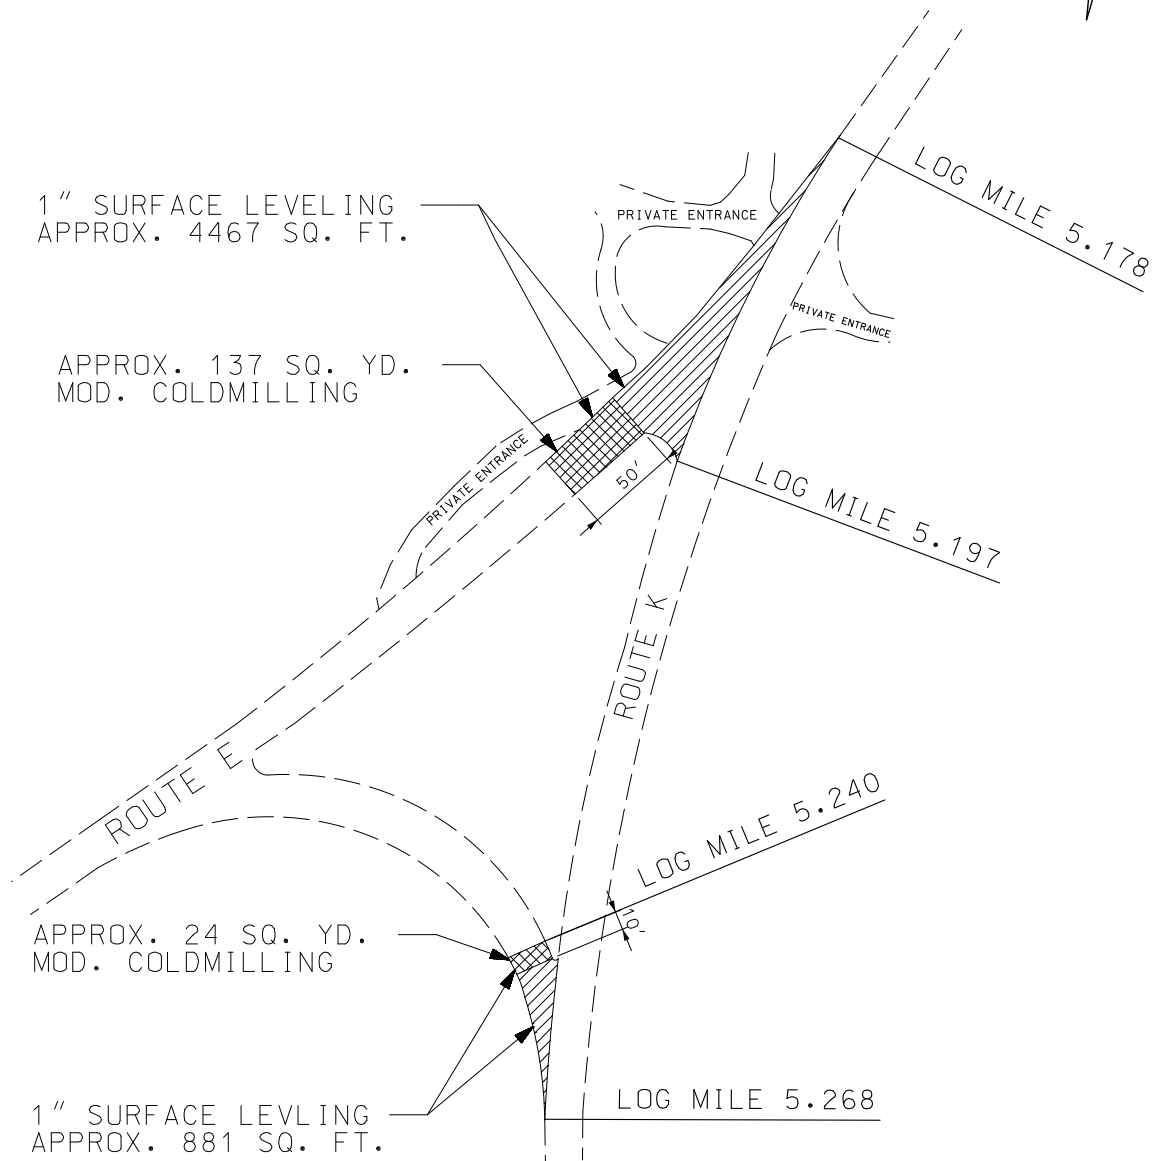 LOG MILE 5.178
1" SURFACE LEVELING
APPROX. 4467 SQ. FT.
PRIVATE ENTRANCE
PRIVATE ENTRANCE
APPROX. 137 SQ. YD.
MOD. COLDMILLING
PRIVATE ENTRANCE
50'
LOG MILE 5.197
ROUTE K
ROUTE E
LOG MILE 5.240
10'
APPROX. 24 SQ. YD.
MOD. COLDMILLING
1" SURFACE LEVLING
APPROX. 881 SQ. FT.
LOG MILE 5.268